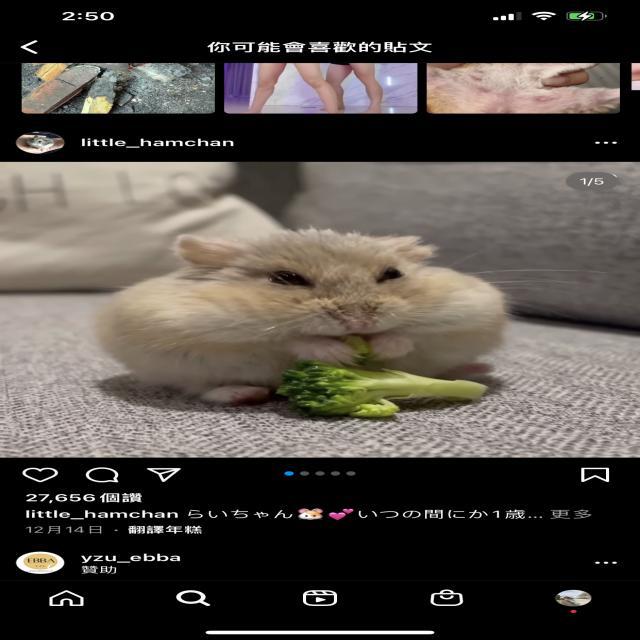 2:50
你可能會喜歡的貼文
little_hamchan
1/5
27,656 個讚
little_hamchan らいちゃん🐹💕いつの間にか1歳... 更多
12月14日 · 翻譯年糕
EBBA
yzu_ebba
贊助